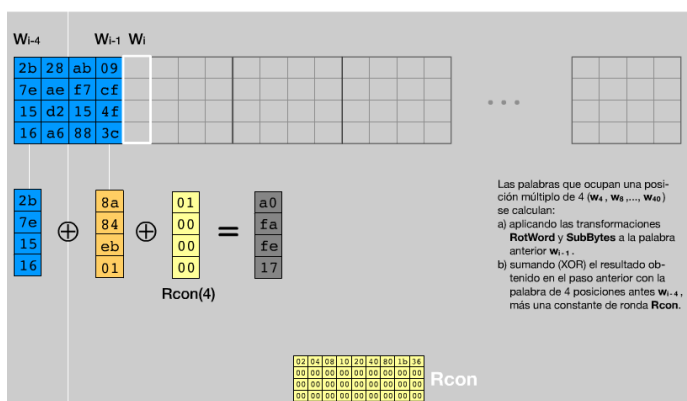 Wi-4 Wi-1 Wi
2b 28 ab 09
7e ae f7 cf
15 d2 15 4f
16 a6 88 3c
2b 8a 01 a0
7e 84 00 fa
15 ⊕ eb ⊕ 00 = fe
16 01 00 17
Rcon(4)
Las palabras que ocupan una posi-
ción múltiplo de 4 (w4 , w8 ,..., w40 )
se calculan:
a) aplicando las transformaciones
RotWord y SubBytes a la palabra
anterior wi-1 .
b) sumando (XOR) el resultado ob-
tenido en el paso anterior con la
palabra de 4 posiciones antes wi-4 ,
más una constante de ronda Rcon.
02 04 08 10 20 40 80 1b 36
00 00 00 00 00 00 00 00 00
00 00 00 00 00 00 00 00 00
00 00 00 00 00 00 00 00 00
Rcon